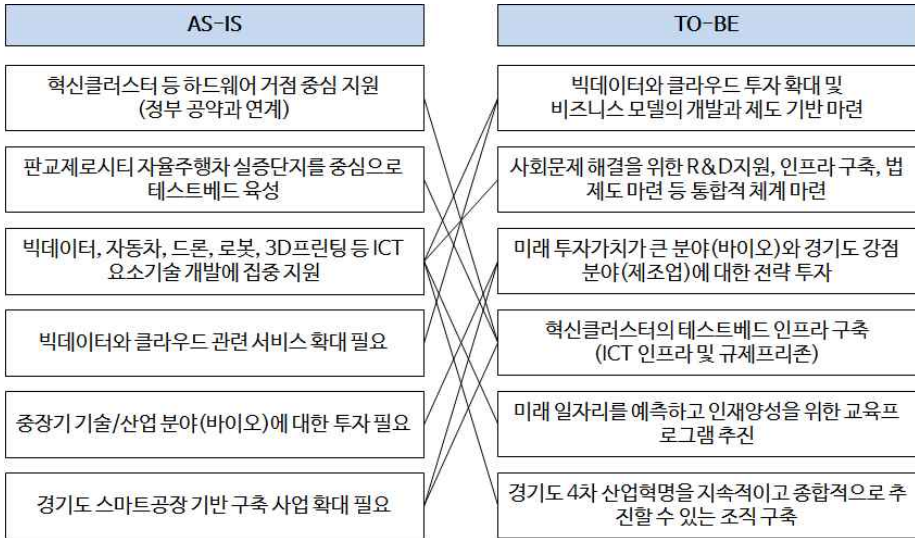 AS-IS
TO-BE
혁신클러스터 등 하드웨어 거점 중심 지원
(정부 공약과 연계)
빅데이터와 클라우드 투자 확대 및
비즈니스 모델의 개발과 제도 기반 마련
판교제로시티 자율주행차 실증단지를 중심으로
테스트베드 육성
사회문제 해결을 위한 R&D지원, 인프라 구축, 법
제도 마련 등 통합적 체계 마련
빅데이터, 자동차, 드론, 로봇, 3D프린팅 등 ICT
요소기술 개발에 집중 지원
미래 투자가치가 큰 분야(바이오)와 경기도 강점
분야(제조업)에 대한 전략 투자
빅데이터와 클라우드 관련 서비스 확대 필요
혁신클러스터의 테스트베드 인프라 구축
(ICT 인프라 및 규제프리존)
중장기 기술/산업 분야(바이오)에 대한 투자 필요
미래 일자리를 예측하고 인재양성을 위한 교육프
로그램 추진
경기도 스마트공장 기반 구축 사업 확대 필요
경기도 4차 산업혁명을 지속적이고 종합적으로 추
진할 수 있는 조직 구축